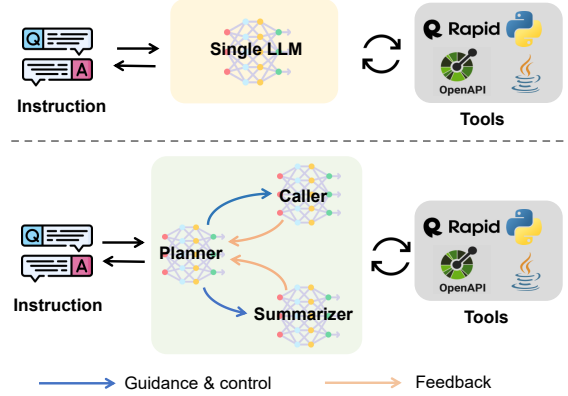 Q
A
Instruction
Single LLM
Rapid
OpenAPI
Tools
Q
A
Instruction
Planner
Caller
Summarizer
Rapid
OpenAPI
Tools
Guidance & control
Feedback